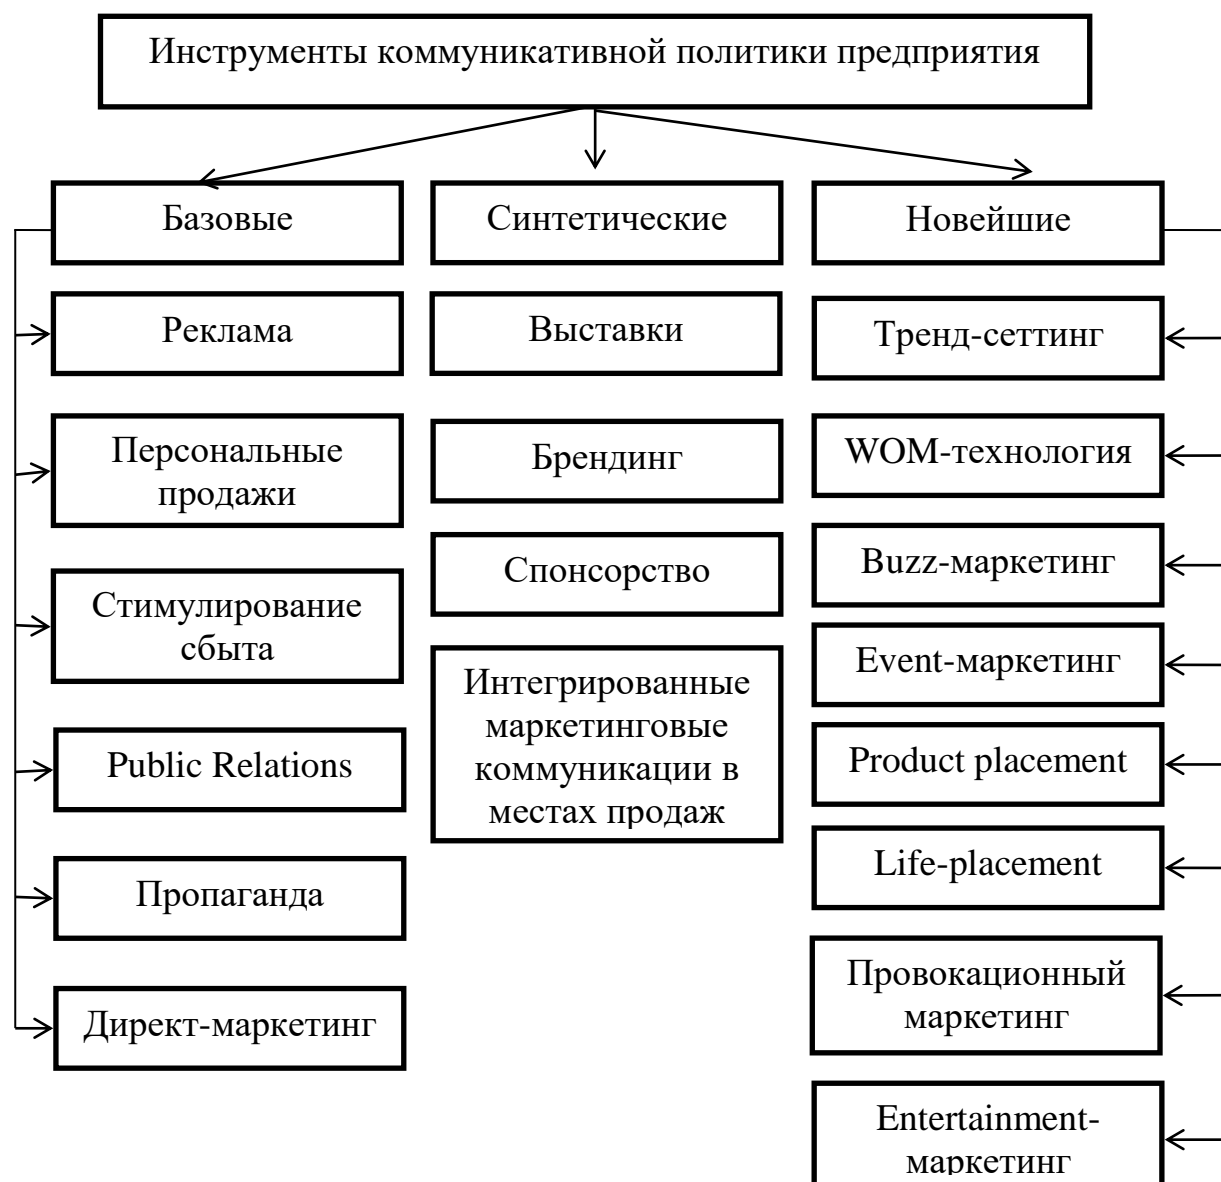 Инструменты коммуникативной политики предприятия
Базовые
Реклама
Персональные
продажи
Стимулирование
сбыта
Public Relations
Пропаганда
Директ-маркетинг
Синтетические
Выставки
Брендинг
Спонсорство
Интегрированные
маркетинговые
коммуникации в
местах продаж
Новейшие
Тренд-сеттинг
WOM-технология
Buzz-маркетинг
Event-маркетинг
Product placement
Life-placement
Провокационный
маркетинг
Entertainment-
маркетинг